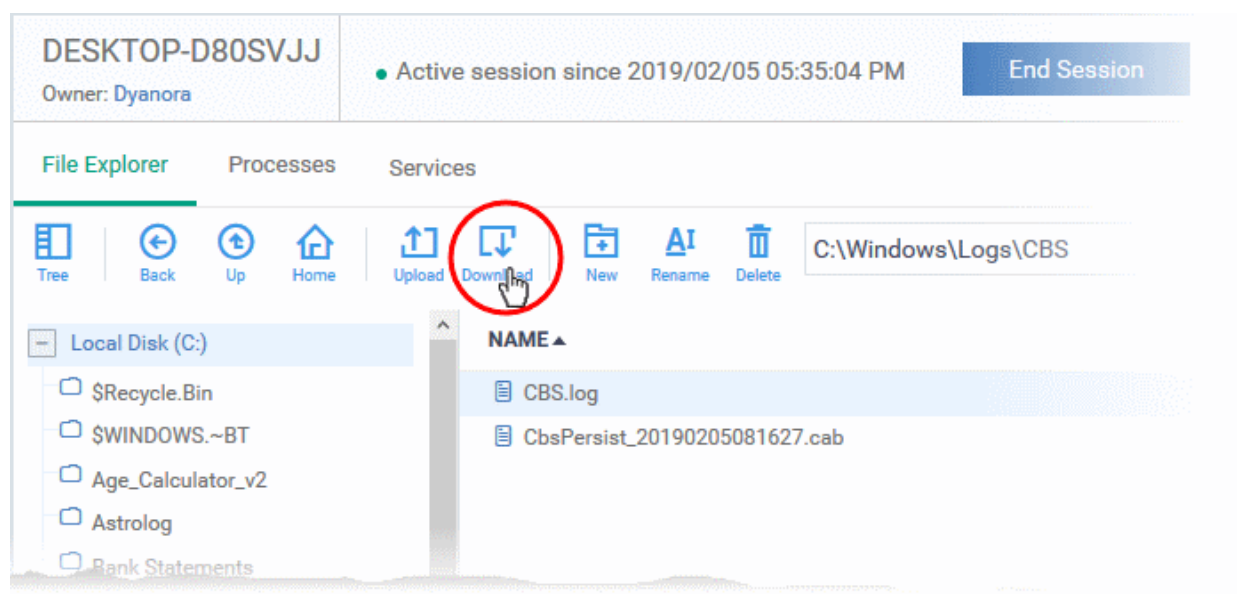 DESKTOP-D80SVJJ
Owner: Dyanora
Active session since 2019/02/05 05:35:04 PM
End Session
File Explorer Processes Services
Tree Back Up Home Upload Download New Rename Delete
C:\Windows\Logs\CBS
Local Disk (C:)
$Recycle.Bin
$WINDOWS.~BT
Age_Calculator_v2
Astrolog
Bank Statements
NAME
CBS.log
CbsPersist_20190205081627.cab